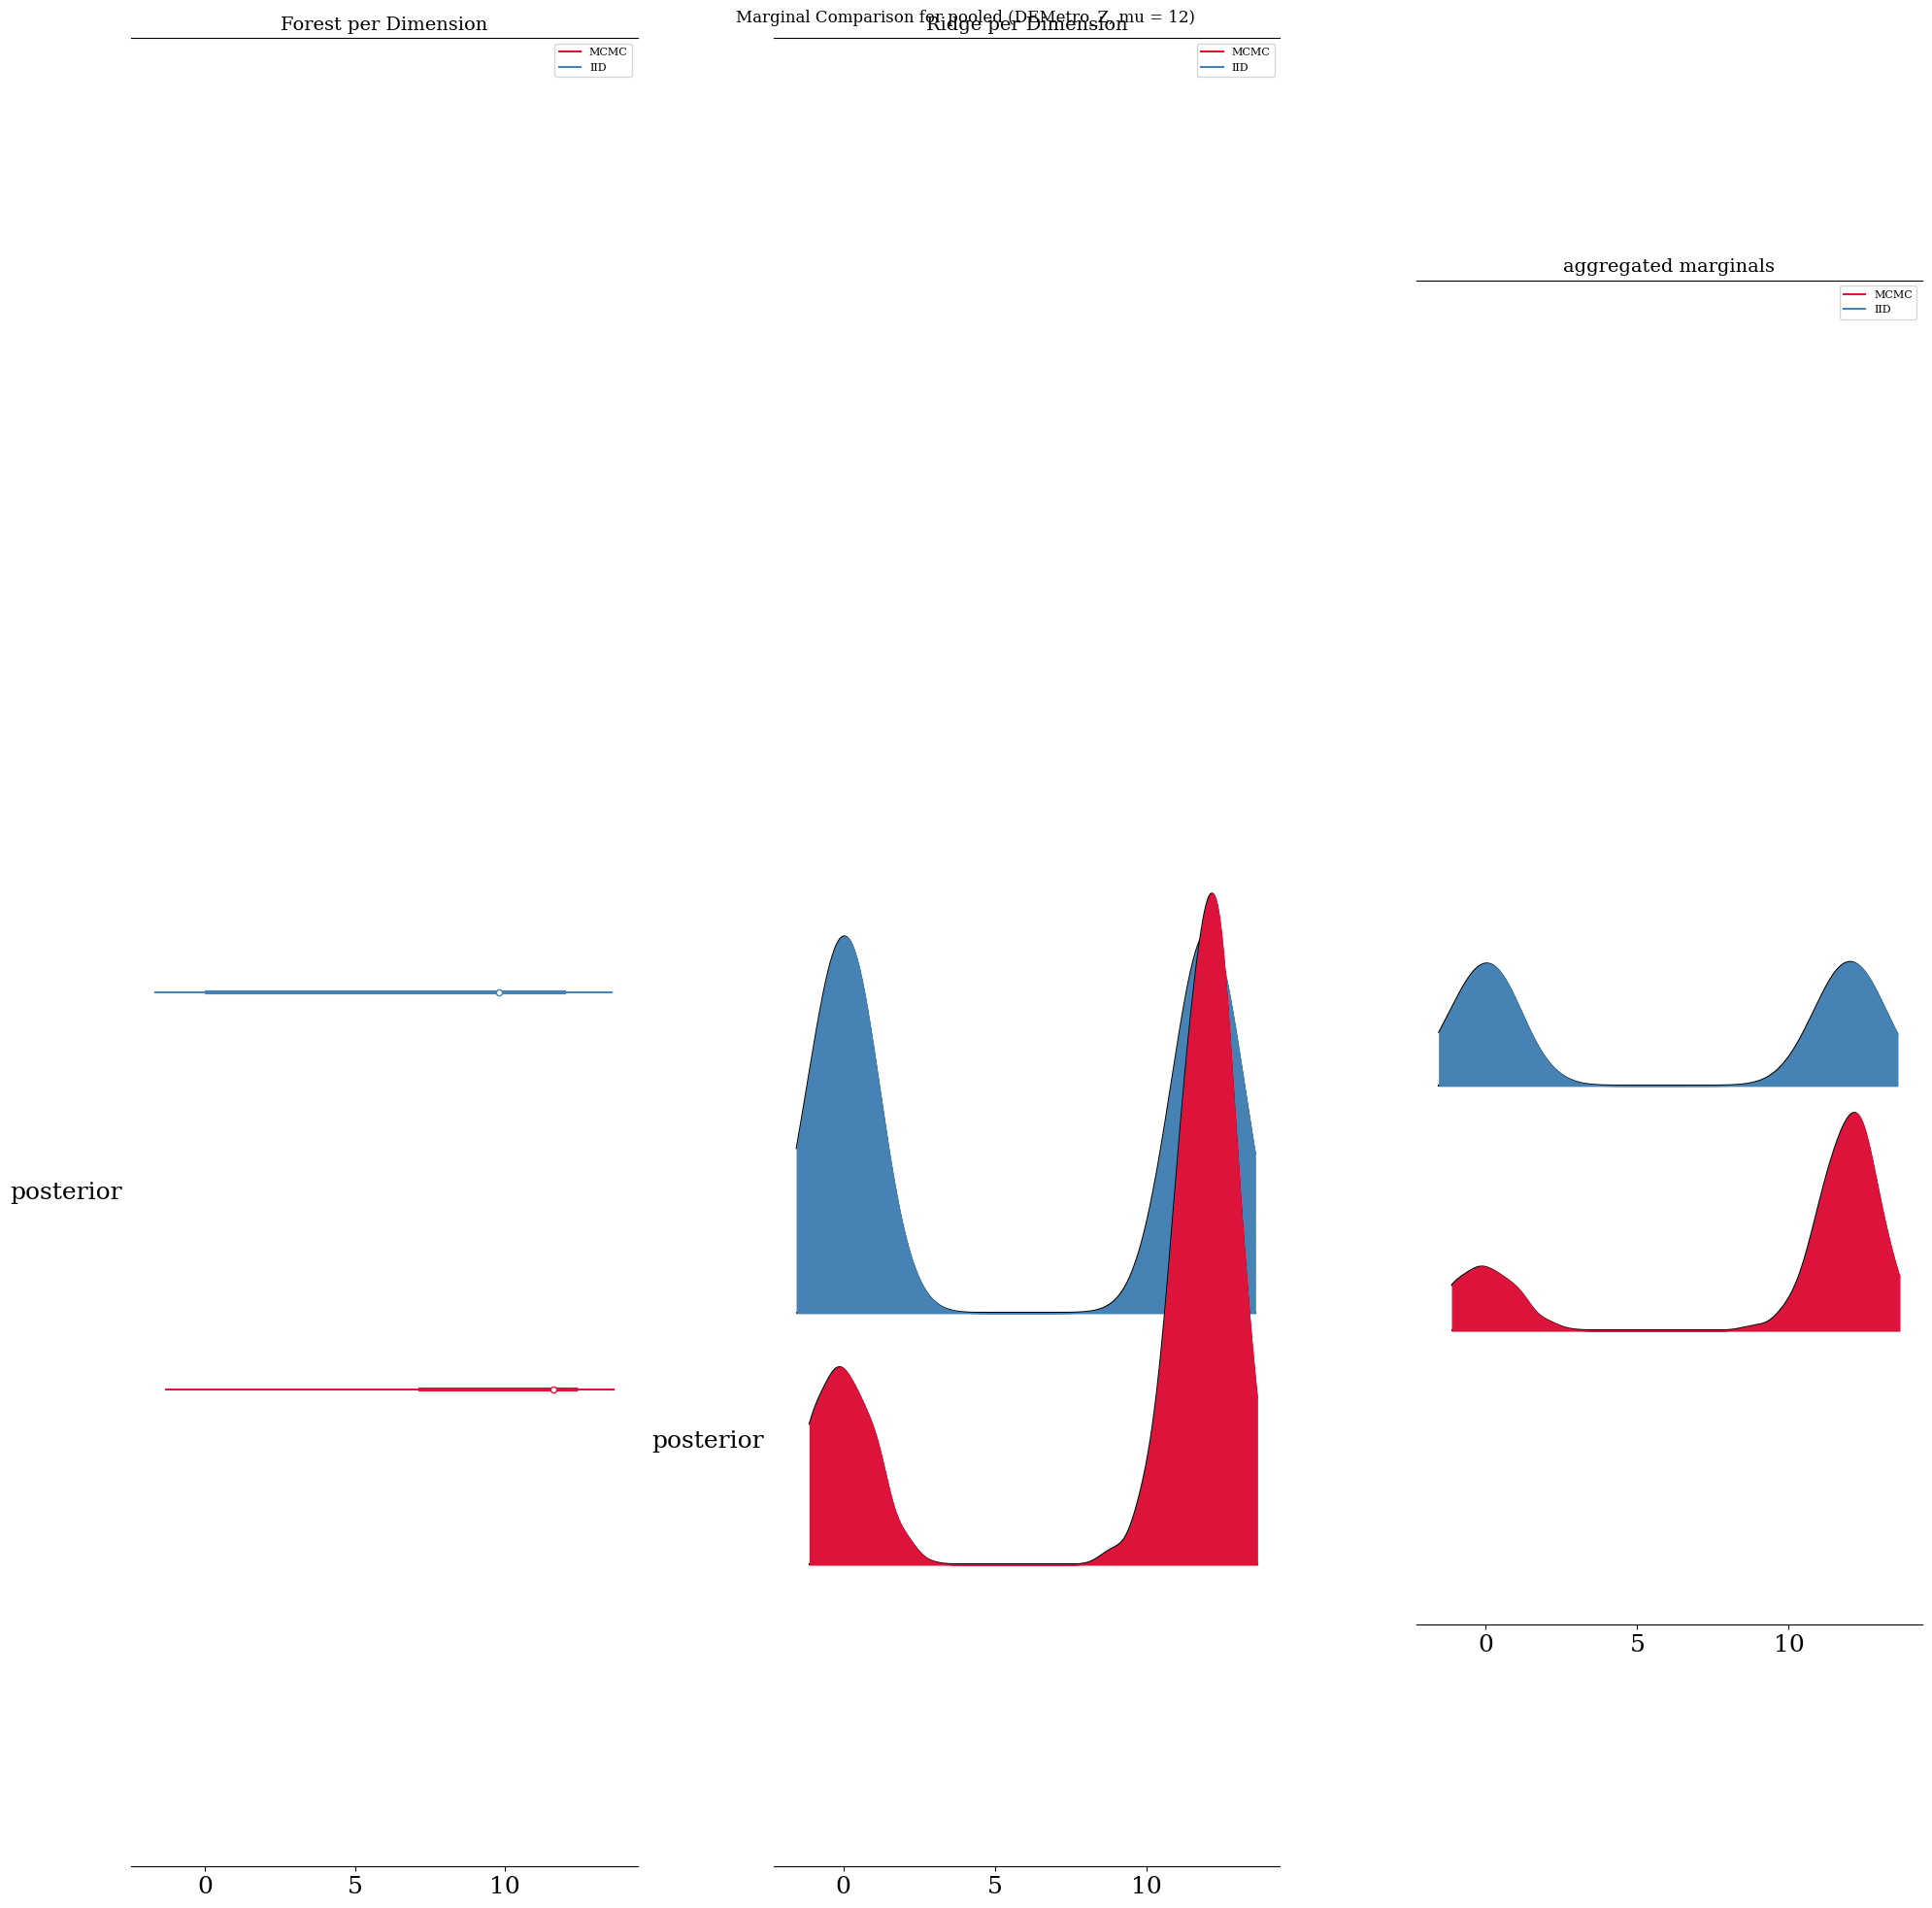 Marginal Comparison for pooled (DEMetro_Z, mu = 12)
Forest per Dimension
MCMC
IID
posterior
0 5 10
Ridge per Dimension
MCMC
IID
posterior
0 5 10
aggregated marginals
MCMC
IID
0 5 10